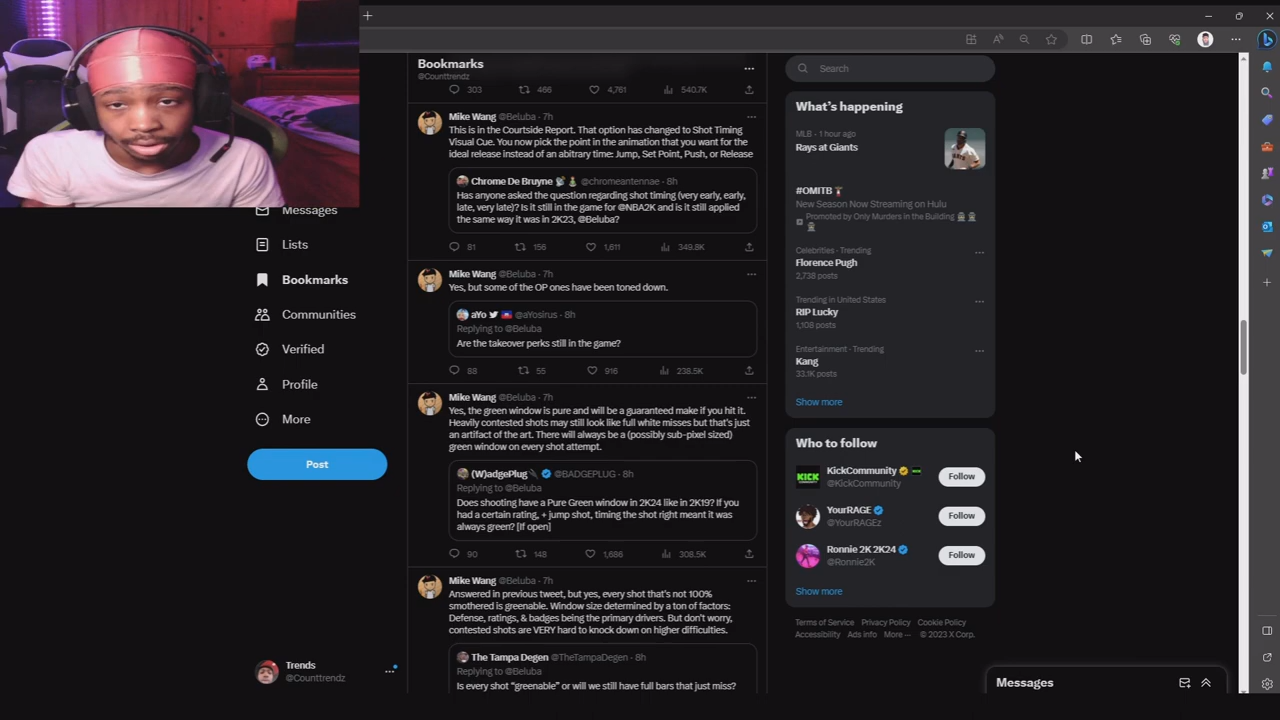 Bookmarks
@Counttrendz
303 466 4,761 540.7K
Mike Wang @Beluba · 7h
This is in the Courtside Report. That option has changed to Shot Timing
Visual Cue. You now pick the point in the animation that you want for the
ideal release instead of an abitrary time: Jump, Set Point, Push, or Release
Chrome De Bruyne @chromeantennae · 8h
Has anyone asked the question regarding shot timing (very early, early,
late, very late)? Is it still in the game for @NBA2K and is it still applied
the same way it was in 2K23, @Beluba?
81 156 1,611 349.8K
Mike Wang @Beluba · 7h
Yes, but some of the OP ones have been toned down.
aYo @aYosirus · 8h
Replying to @Beluba
Are the takeover perks still in the game?
88 55 916 238.5K
Mike Wang @Beluba · 7h
Yes, the green window is pure and will be a guaranteed make if you hit it.
Heavily contested shots may still look like full white misses but that's just
an artifact of the art. There will always be a (possibly sub-pixel sized)
green window on every shot attempt.
(W)adgePlug @BADGEPLUG · 8h
Replying to @Beluba
Does shooting have a Pure Green window in 2K24 like in 2K19? If you
had a certain rating, + jump shot, timing the shot right meant it was
always green? [If open]
90 148 1,686 308.5K
Mike Wang @Beluba · 7h
Answered in previous tweet, but yes, every shot that's not 100%
smothered is greenable. Window size determined by a ton of factors:
Defense, ratings, & badges being the primary drivers. But don't worry,
contested shots are VERY hard to knock down on higher difficulties.
The Tampa Degen @TheTampaDegen · 8h
Replying to @Beluba
Is every shot "greenable" or will we still have full bars that just miss?
Messages
Lists
Bookmarks
Communities
Verified
Profile
More
Post
Trends
@Counttrendz
Search
What's happening
MLB · 1 hour ago
Rays at Giants
#OMITB
New Season Now Streaming on Hulu
Promoted by Only Murders in the Building
Celebrities · Trending
Florence Pugh
2,738 posts
Trending in United States
RIP Lucky
1,108 posts
Entertainment · Trending
Kang
33.1K posts
Show more
Who to follow
KickCommunity
@KickCommunity
Follow
KICK
YourRAGE
@YourRAGEz
Follow
Ronnie 2K 2K24
@Ronnie2K
Follow
Show more
Terms of Service Privacy Policy Cookie Policy
Accessibility Ads info More ··· © 2023 X Corp.
Messages